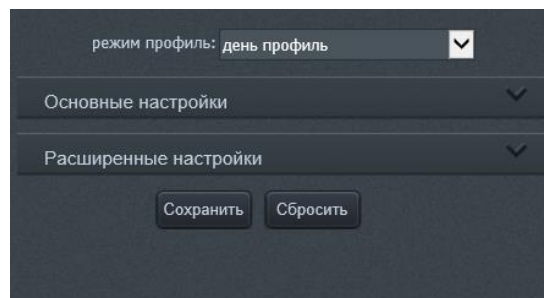 режим профиль: день профиль
Основные настройки
Расширенные настройки
Сохранить Сбросить